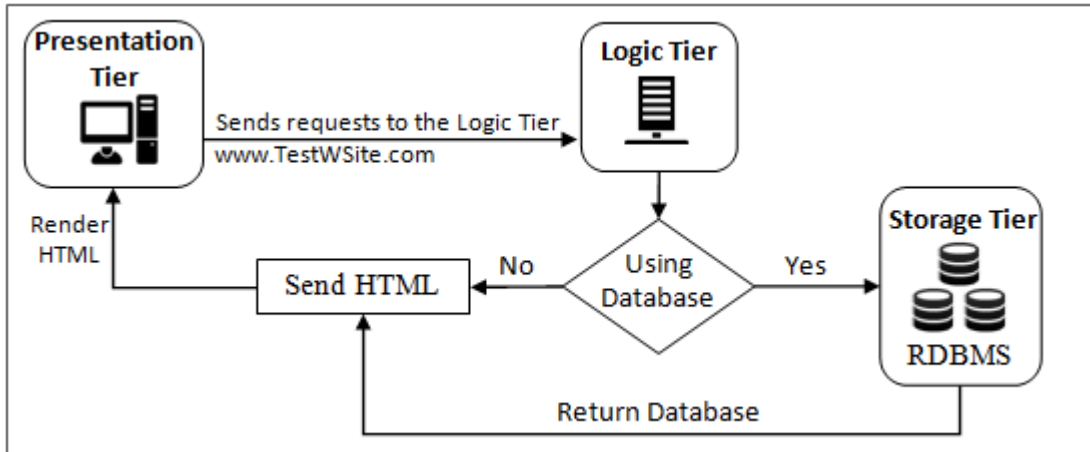 Presentation
Tier
Logic Tier
Sends requests to the Logic Tier
www.TestWSite.com
Render
HTML
Send HTML
No
Using
Database
Yes
Storage Tier
RDBMS
Return Database